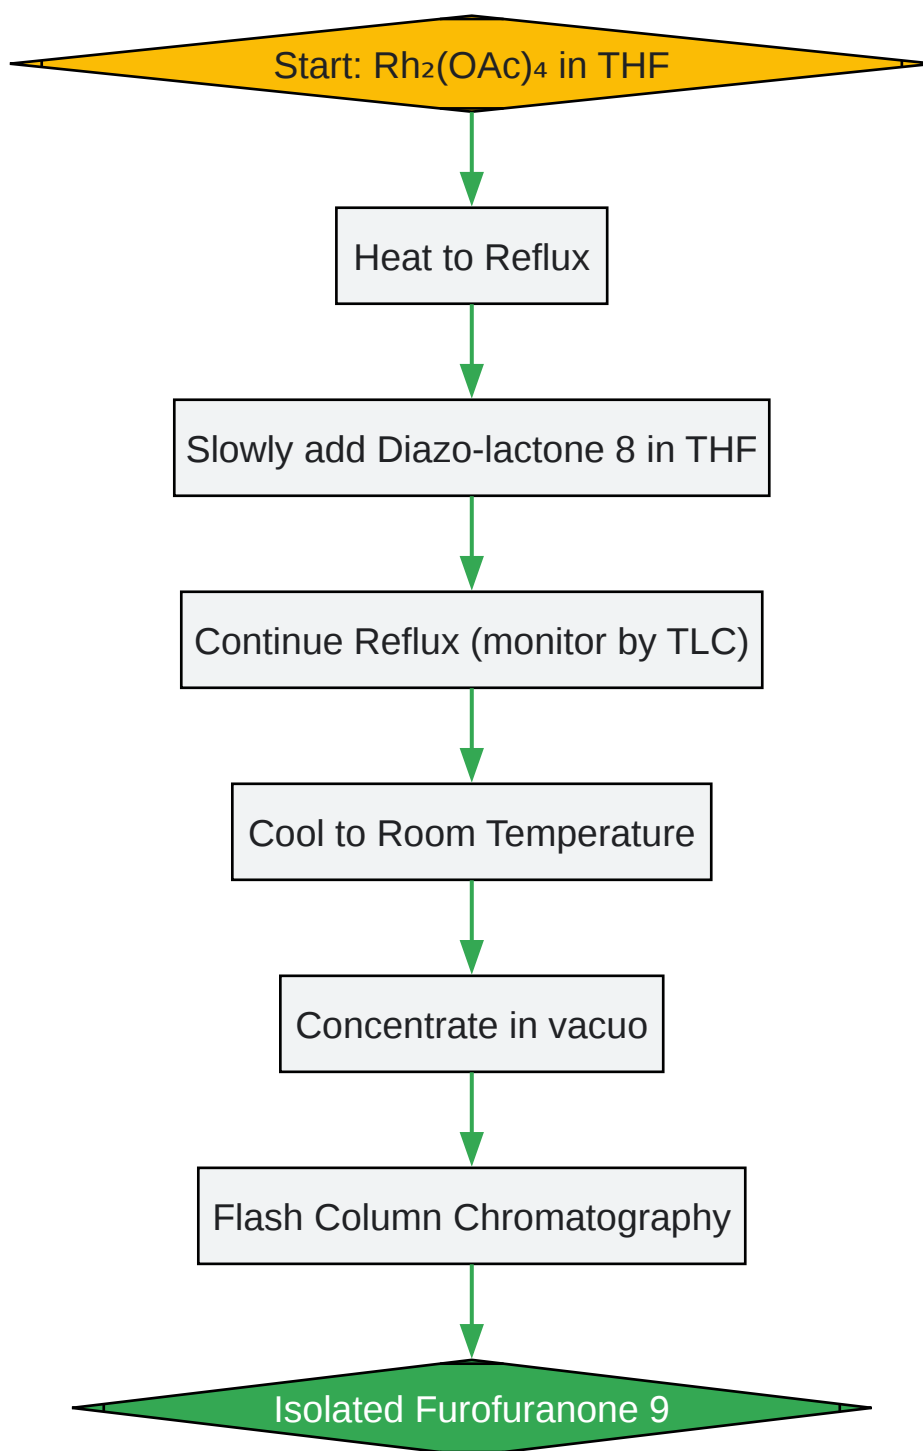 Start: Rh₂(OAc)₄ in THF
Heat to Reflux
Slowly add Diazo-lactone 8 in THF
Continue Reflux (monitor by TLC)
Cool to Room Temperature
Concentrate in vacuo
Flash Column Chromatography
Isolated Furofuranone 9